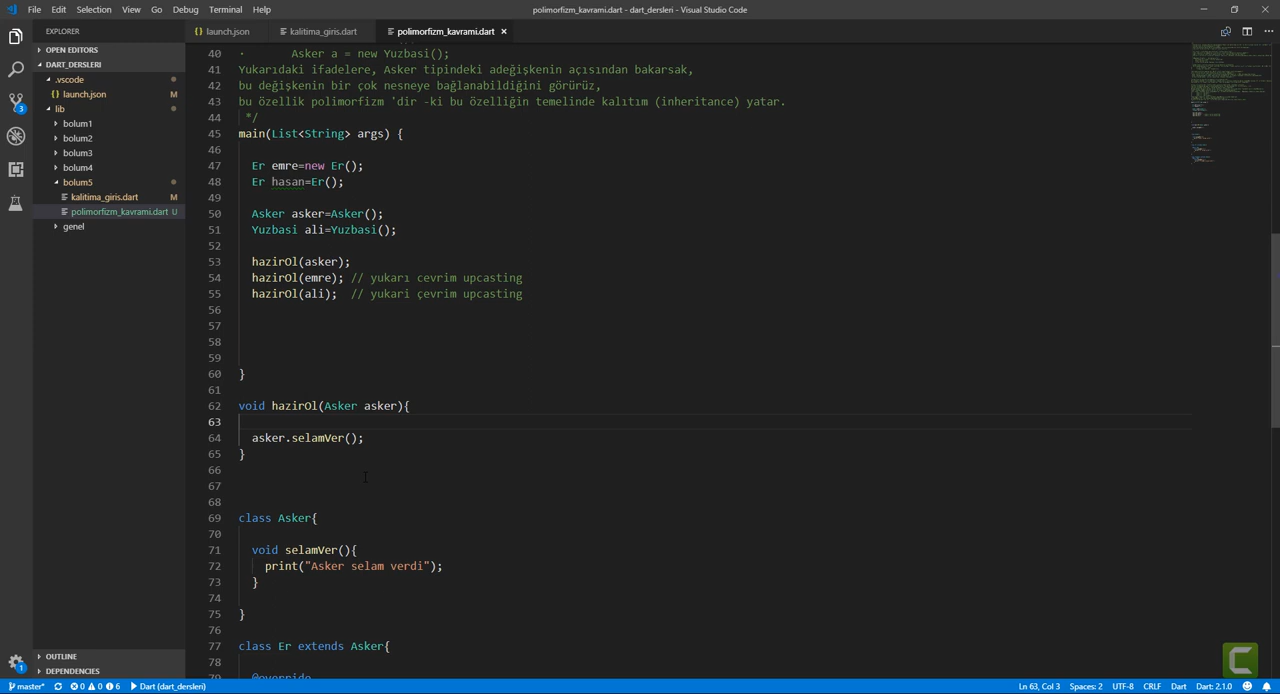 File Edit Selection View Go Debug Terminal Help
polimorfizm_kavrami.dart - dart_dersleri - Visual Studio Code
EXPLORER
OPEN EDITORS
DART_DERSLERI
.vscode
{} launch.json M
lib
bolum1
bolum2
bolum3
bolum4
bolum5
kalitima_giris.dart M
polimorfizm_kavrami.dart U
genel
OUTLINE
DEPENDENCIES
3
1
{} launch.json kalitima_giris.dart polimorfizm_kavrami.dart ×
40 · Asker a = new Yuzbasi();
41 Yukarıdaki ifadelere, Asker tipindeki adeğişkenin açısından bakarsak,
42 bu değişkenin bir çok nesneye bağlanabildiğini görürüz,
43 bu özellik polimorfizm 'dir -ki bu özelliğin temelinde kalıtım (inheritance) yatar.
44 */
45 main(List<String> args) {
46
47 Er emre=new Er();
48 Er hasan=Er();
49
50 Asker asker=Asker();
51 Yuzbasi ali=Yuzbasi();
52
53 hazirOl(asker);
54 hazirOl(emre); // yukarı cevrim upcasting
55 hazirOl(ali); // yukari çevrim upcasting
56
57
58
59
60 }
61
62 void hazirOl(Asker asker){
63
64 asker.selamVer();
65 }
66
67
68
69 class Asker{
70
71 void selamVer(){
72 print("Asker selam verdi");
73 }
74
75 }
76
77 class Er extends Asker{
78
@override
master* 0 0 6 Dart (dart_dersleri)
Ln 63, Col 3 Spaces: 2 UTF-8 CRLF Dart Dart: 2.1.0